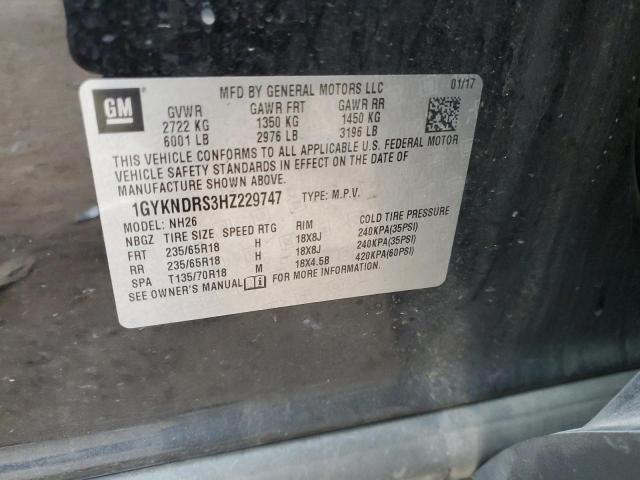 GM
MFD BY GENERAL MOTORS LLC 01/17
GVWR GAWR FRT GAWR RR
2722 KG 1350 KG 1450 KG
6001 LB 2976 LB 3196 LB
THIS VEHICLE CONFORMS TO ALL APPLICABLE U.S. FEDERAL MOTOR
VEHICLE SAFETY STANDARDS IN EFFECT ON THE DATE OF
MANUFACTURE SHOWN ABOVE.
1GYKNDRS3HZ229747 TYPE: M.P.V.
MODEL: NH26
NBGZ TIRE SIZE SPEED RTG RIM COLD TIRE PRESSURE
FRT 235/65R18 H 18X8J 240KPA(35PSI)
RR 235/65R18 H 18X8J 240KPA(35PSI)
SPA T135/70R18 M 18X4.5B 420KPA(60PSI)
SEE OWNER'S MANUAL FOR MORE INFORMATION.